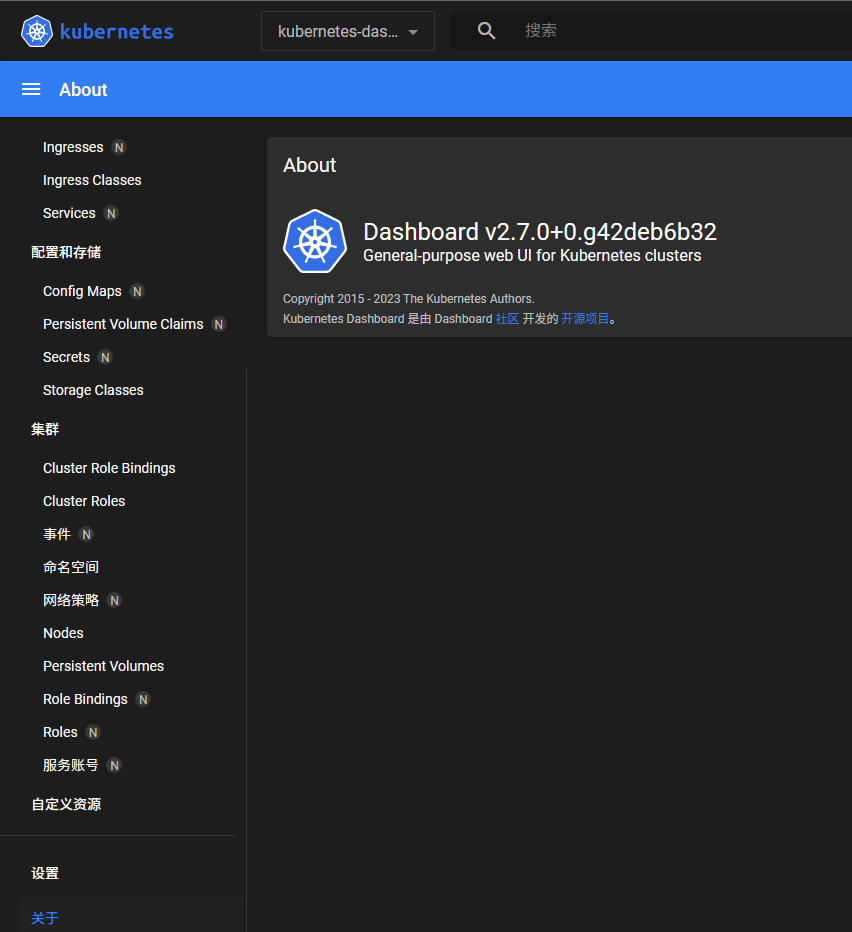 kubernetes
kubernetes-das...
搜索
About
Ingresses N
Ingress Classes
Services N
配置和存储
Config Maps N
Persistent Volume Claims N
Secrets N
Storage Classes
集群
Cluster Role Bindings
Cluster Roles
事件 N
命名空间
网络策略 N
Nodes
Persistent Volumes
Role Bindings N
Roles N
服务账号 N
自定义资源
设置
关于
About
Dashboard v2.7.0+0.g42deb6b32
General-purpose web UI for Kubernetes clusters
Copyright 2015 - 2023 The Kubernetes Authors.
Kubernetes Dashboard 是由 Dashboard 社区 开发的 开源项目。